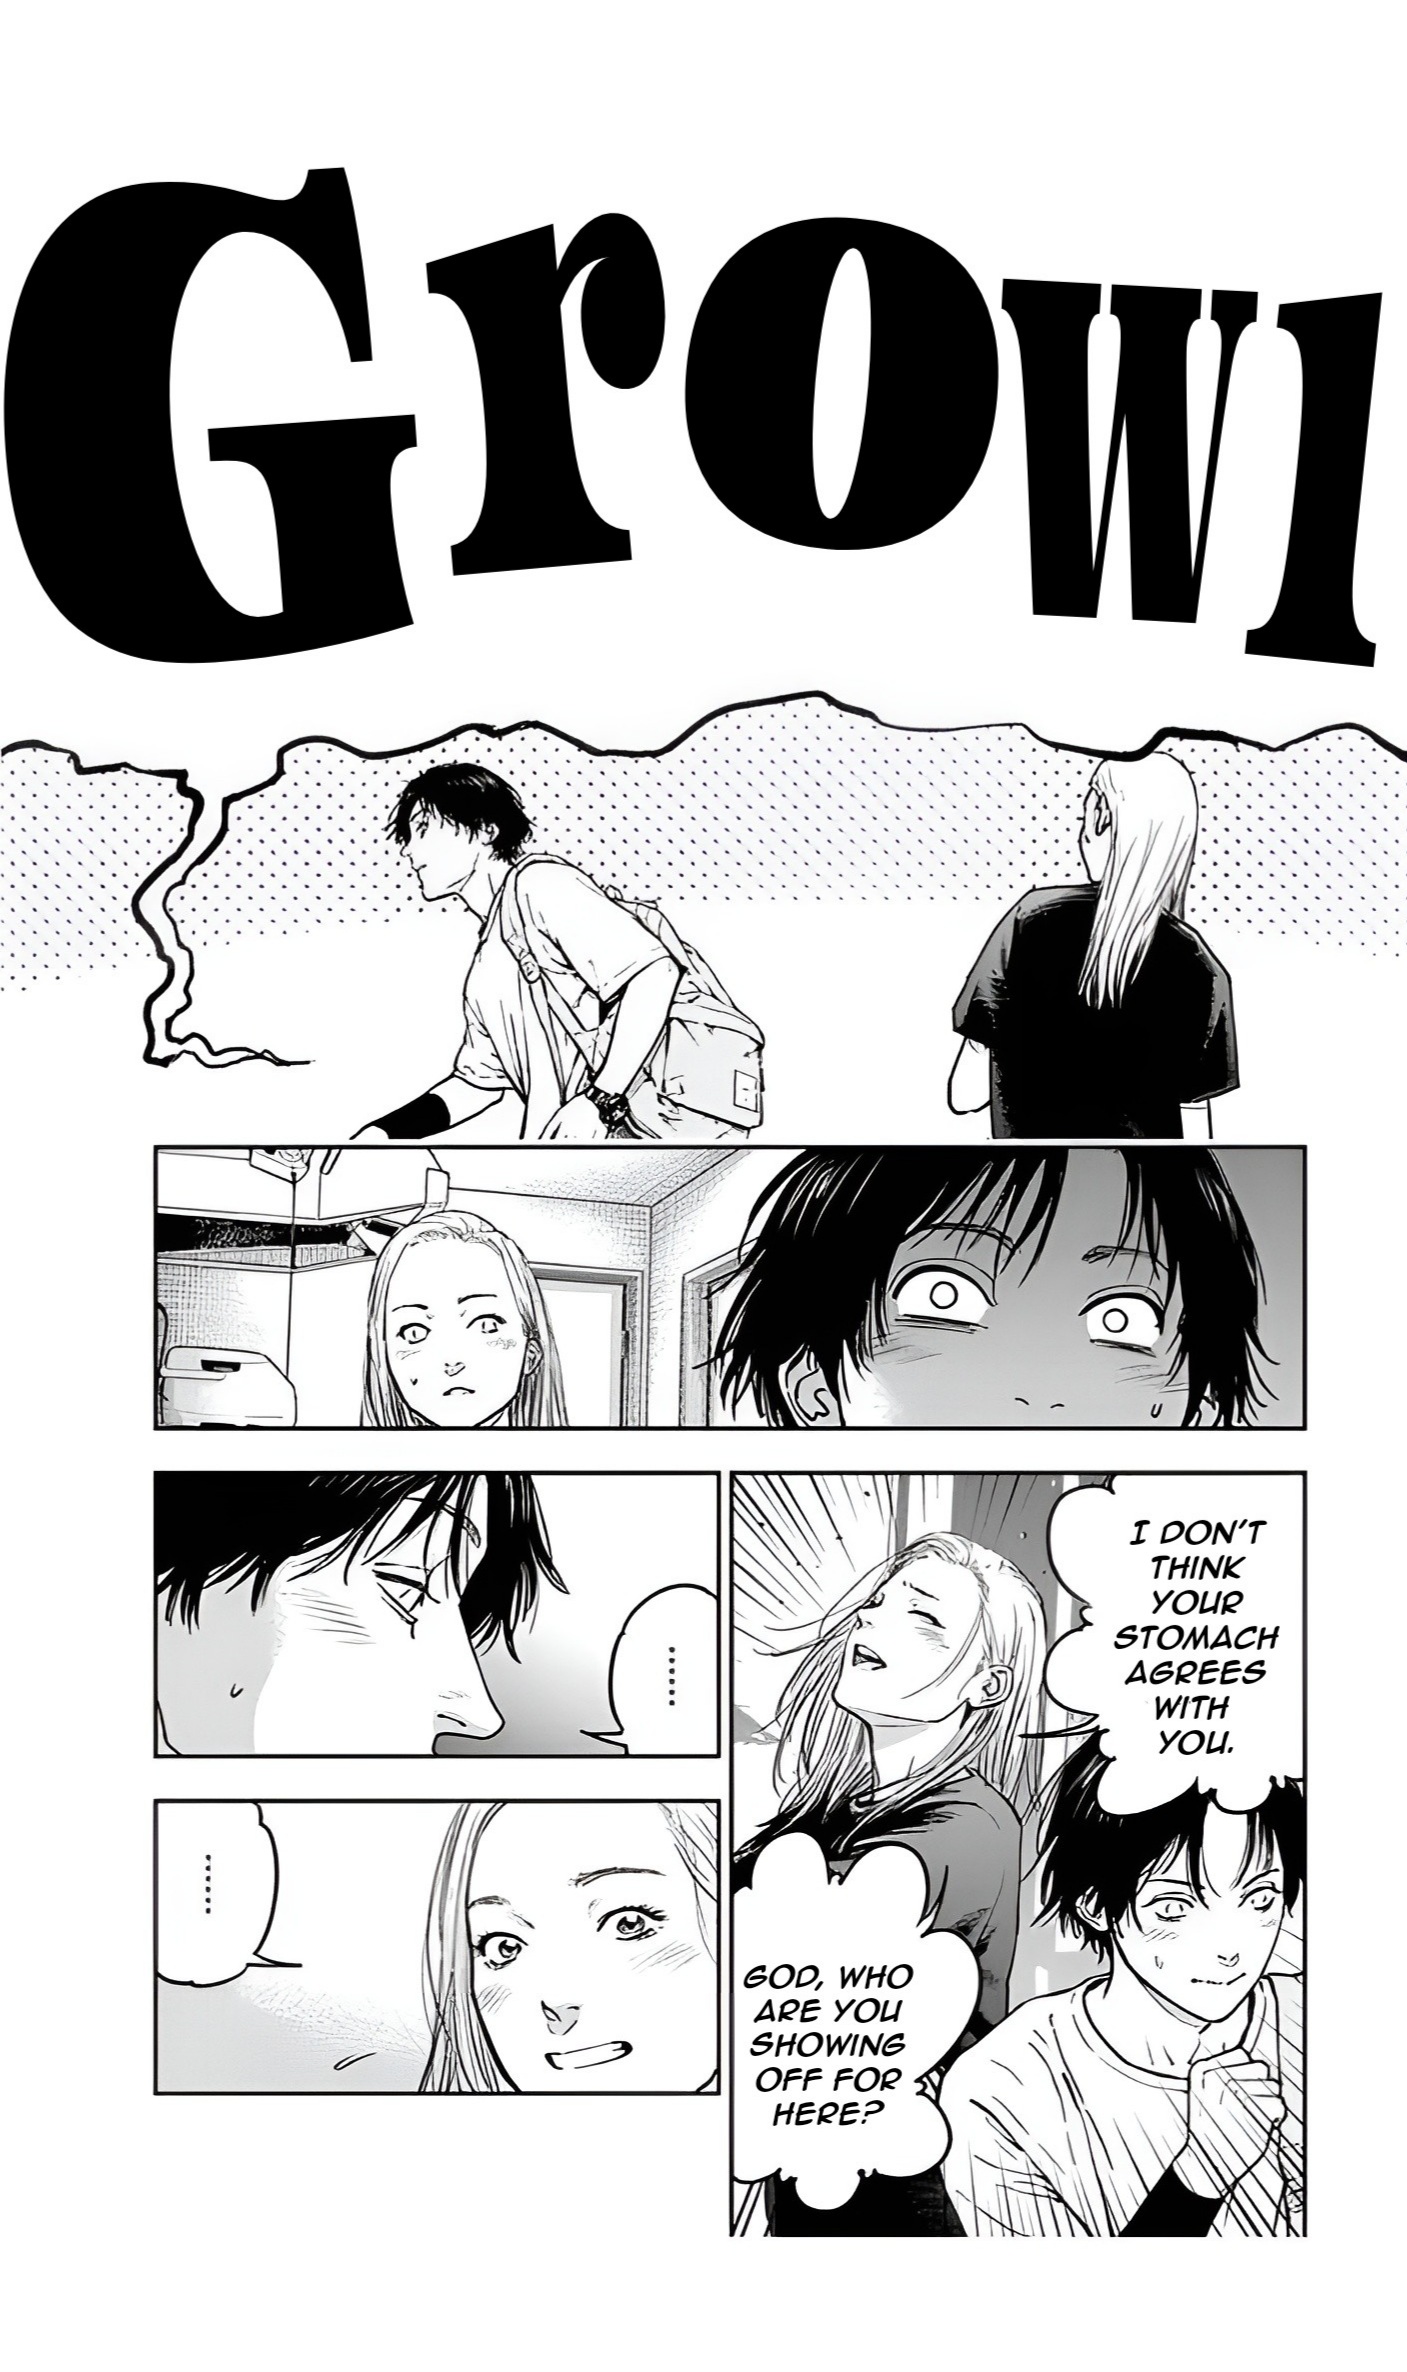 Growl
I DON'T
THINK
YOUR
STOMACH
AGREES
WITH
YOU.
GOD, WHO
ARE YOU
SHOWING
OFF FOR
HERE?
......
......